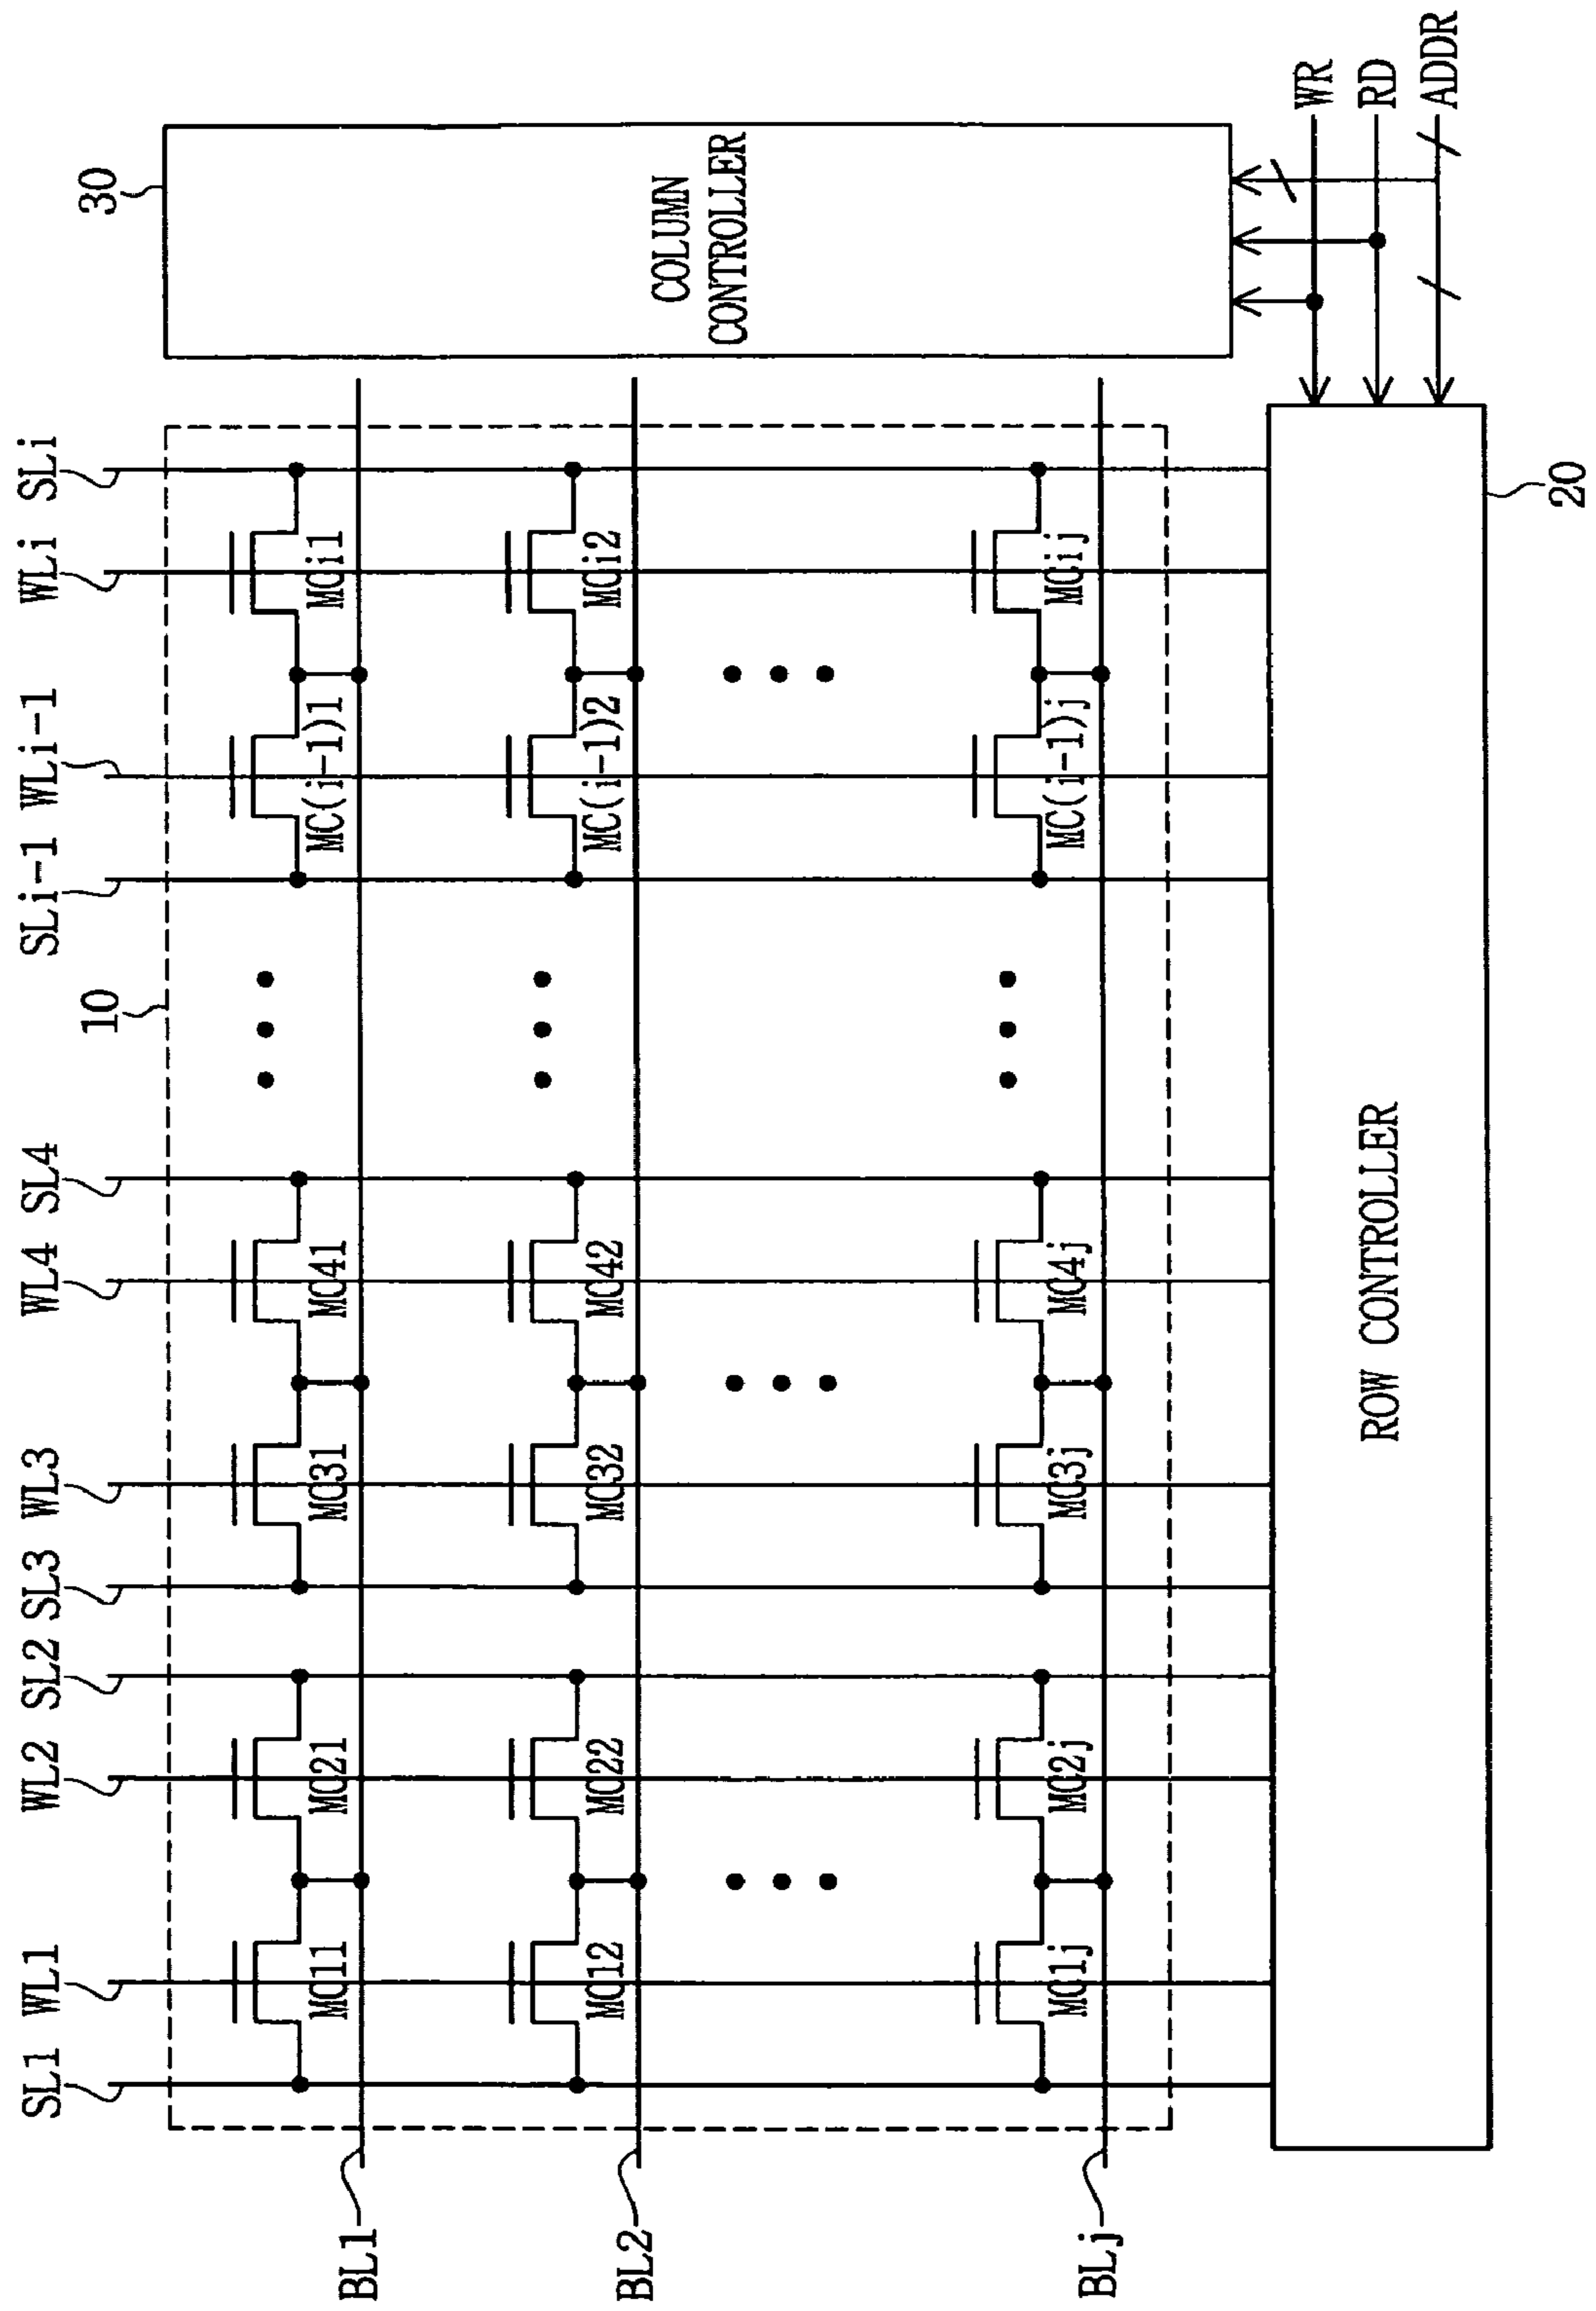 SL1 WL1 WL2 SL2 SL3 WL3 WL4 SL4 SLi-1 WLi-1 WLi SLi
10
30
MC11 MC21 MC31 MC41 MC(i-1)1 MCi1
BL1
MC12 MC22 MC32 MC42 MC(i-1)2 MCi2
BL2
COLUMN
CONTROLLER
MC1j MC2j MC3j MC4j MC(i-1)j MCij
BLj
WR
ROW CONTROLLER
RD
ADDR
20